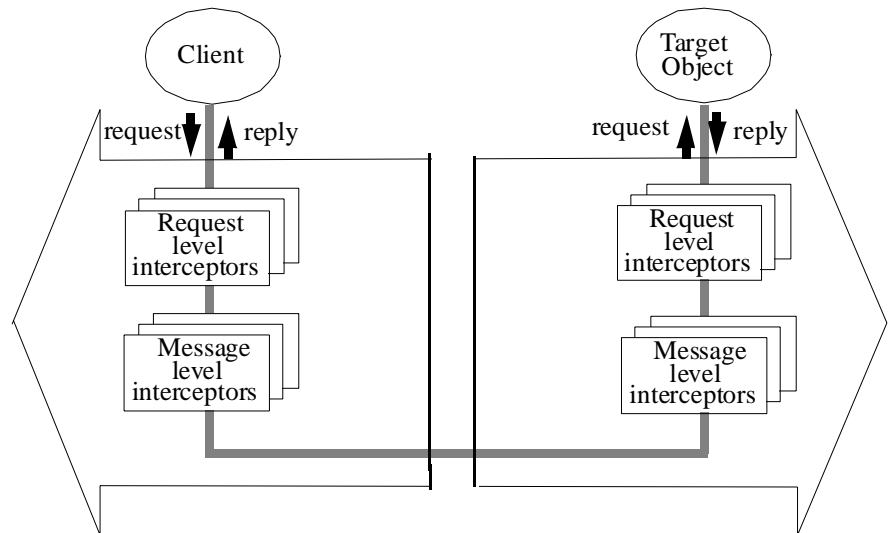 Client
Target
Object
request
reply
request
reply
Request
level
interceptors
Request
level
interceptors
Message
level
interceptors
Message
level
interceptors